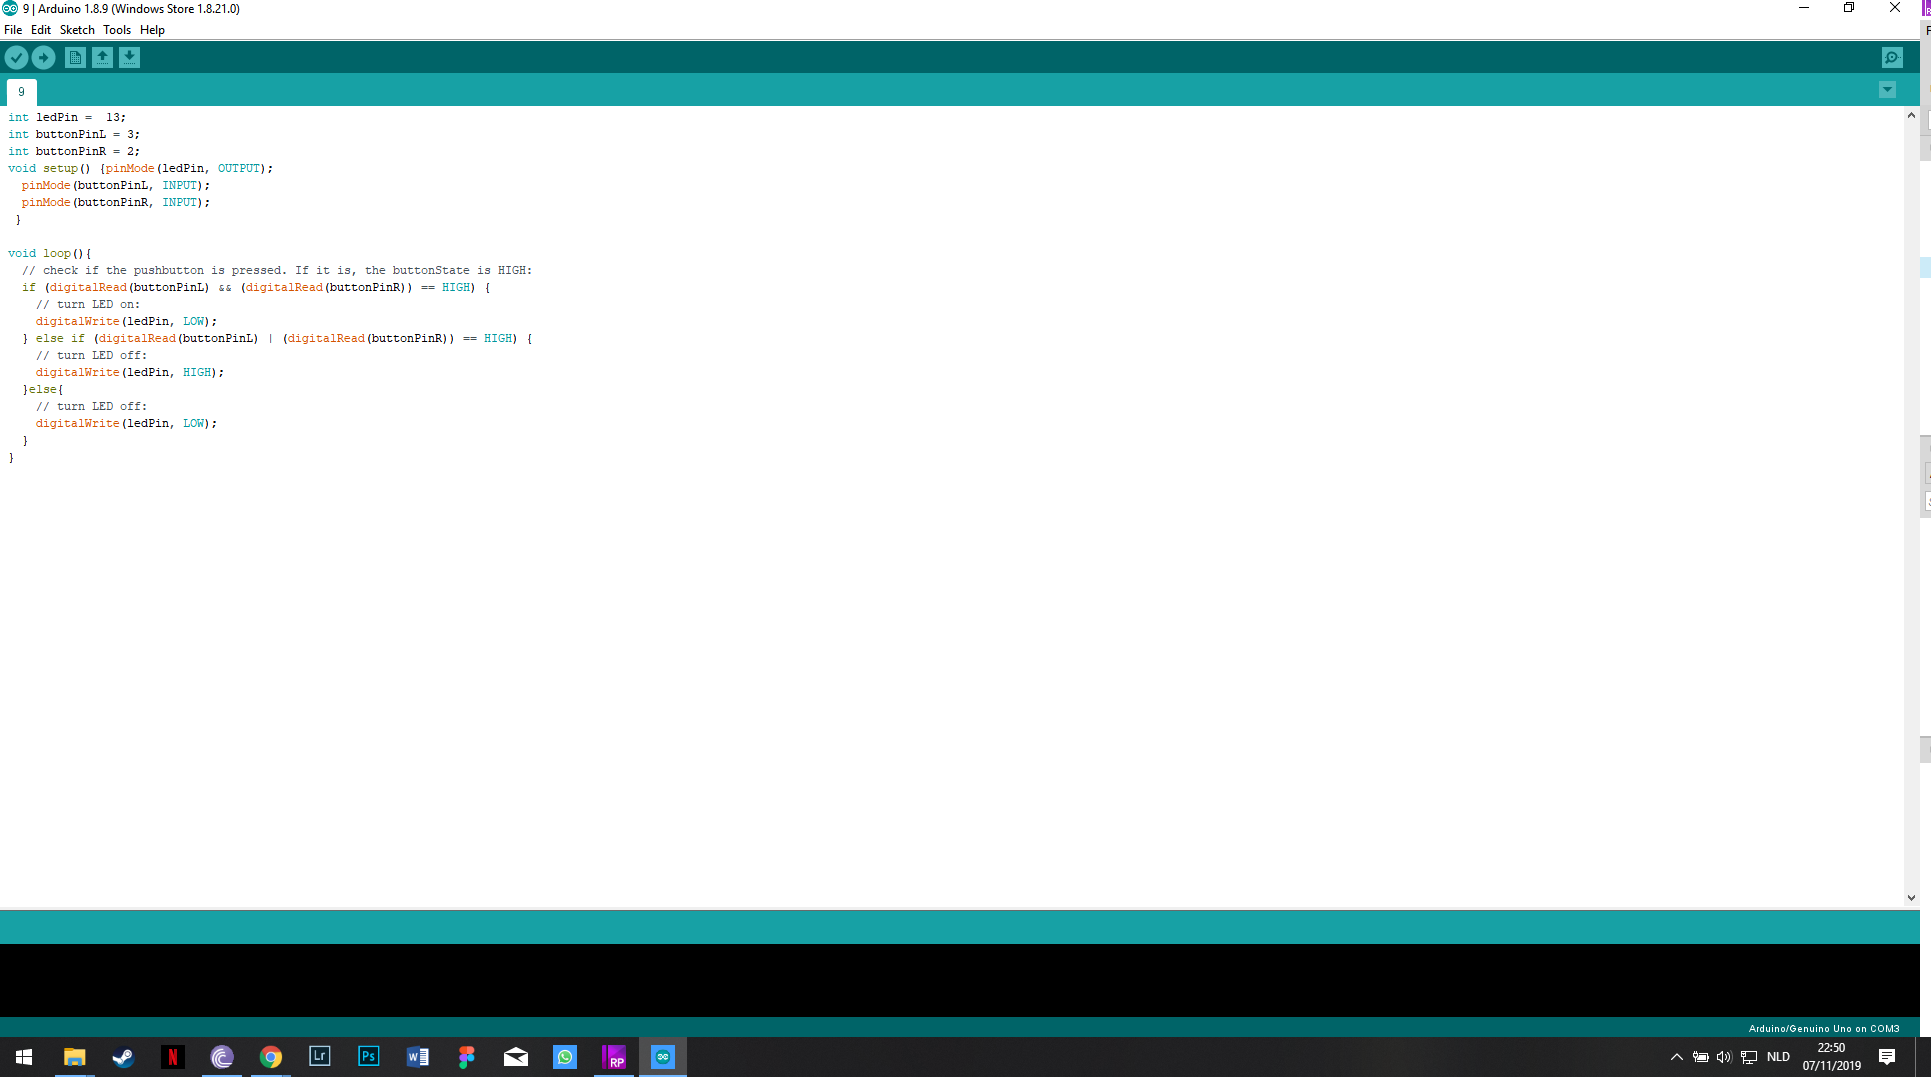 9 | Arduino 1.8.9 (Windows Store 1.8.21.0)
File Edit Sketch Tools Help
9
int ledPin =  13;
int buttonPinL = 3;
int buttonPinR = 2;
void setup() {pinMode(ledPin, OUTPUT);
  pinMode(buttonPinL, INPUT);
  pinMode(buttonPinR, INPUT);
 }
void loop(){
  // check if the pushbutton is pressed. If it is, the buttonState is HIGH:
  if (digitalRead(buttonPinL) && (digitalRead(buttonPinR)) == HIGH) {
    // turn LED on:
    digitalWrite(ledPin, LOW);
  } else if (digitalRead(buttonPinL) | (digitalRead(buttonPinR)) == HIGH) {
    // turn LED off:
    digitalWrite(ledPin, HIGH);
  }else{
    // turn LED off:
    digitalWrite(ledPin, LOW);
  }
}
Arduino/Genuino Uno on COM3
N Lr Ps W RP NLD
22:50
07/11/2019